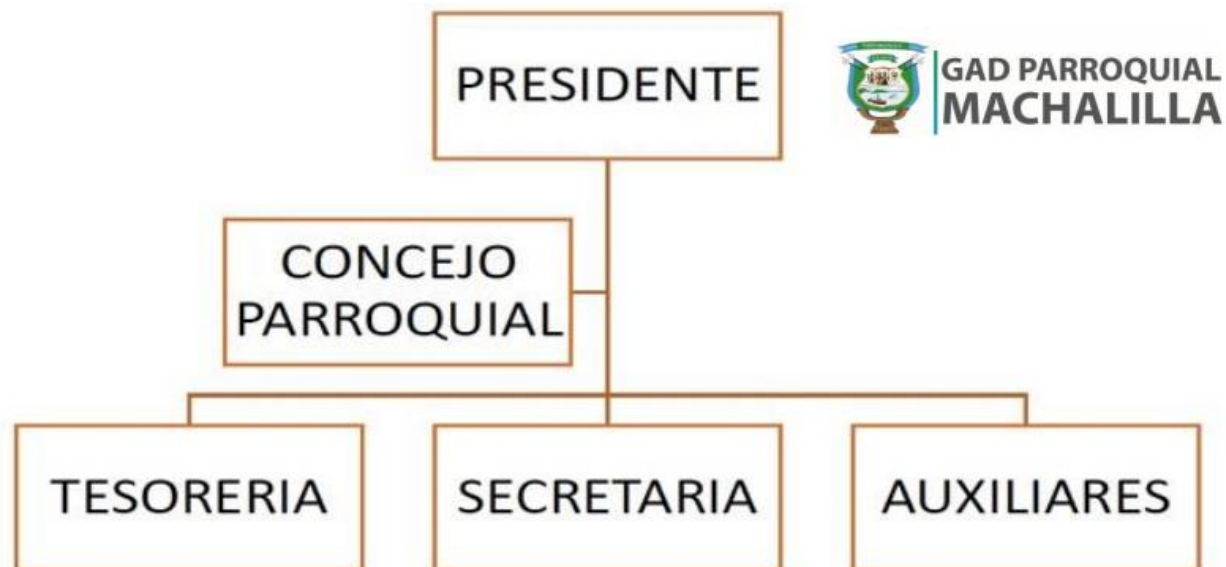 PRESIDENTE
GAD PARROQUIAL
MACHALILLA
CONCEJO
PARROQUIAL
TESORERIA
SECRETARIA
AUXILIARES